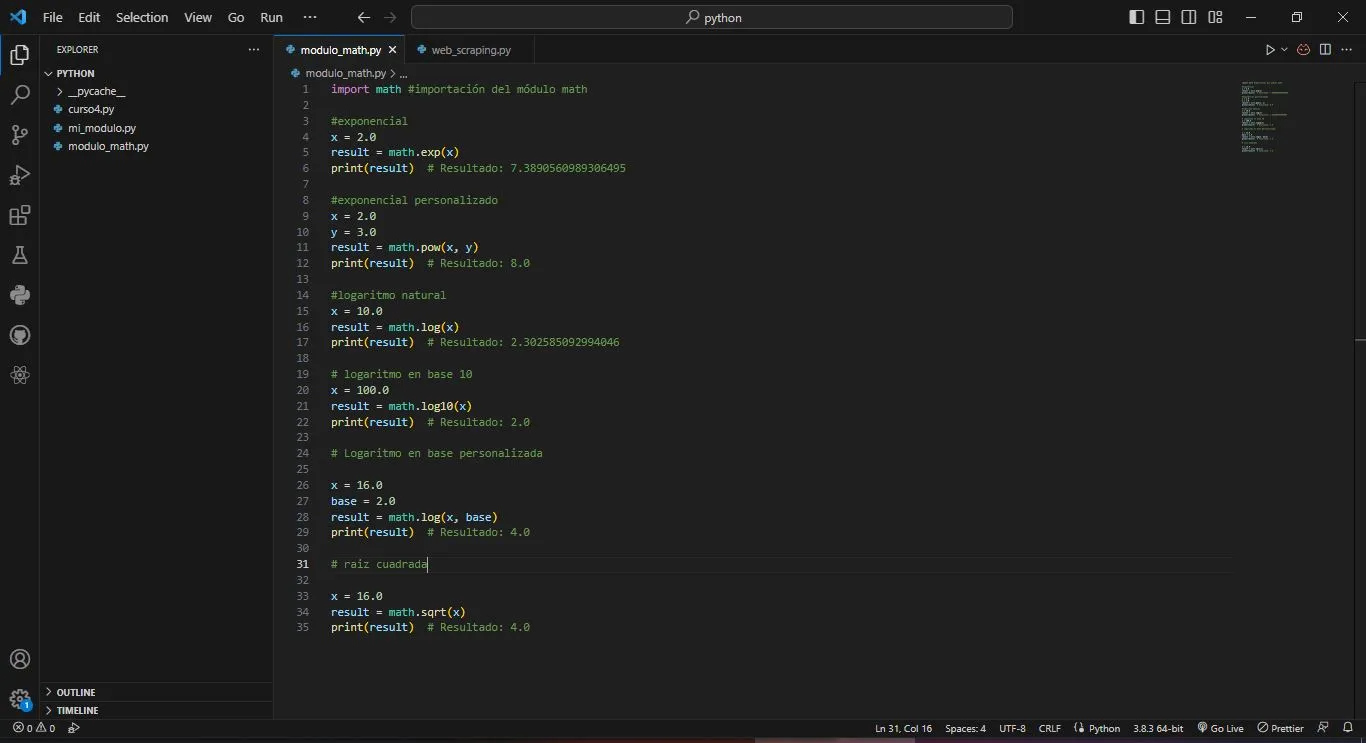 File Edit Selection View Go Run ··· python
EXPLORER ···
PYTHON
__pycache__
curso4.py
mi_modulo.py
modulo_math.py
OUTLINE
TIMELINE
modulo_math.py web_scraping.py
modulo_math.py > ...
1 import math #importación del módulo math
2
3 #exponencial
4 x = 2.0
5 result = math.exp(x)
6 print(result)  # Resultado: 7.3890560989306495
7
8 #exponencial personalizado
9 x = 2.0
10 y = 3.0
11 result = math.pow(x, y)
12 print(result)  # Resultado: 8.0
13
14 #logaritmo natural
15 x = 10.0
16 result = math.log(x)
17 print(result)  # Resultado: 2.302585092994046
18
19 # logaritmo en base 10
20 x = 100.0
21 result = math.log10(x)
22 print(result)  # Resultado: 2.0
23
24 # Logaritmo en base personalizada
25
26 x = 16.0
27 base = 2.0
28 result = math.log(x, base)
29 print(result)  # Resultado: 4.0
30
31 # raiz cuadrada
32
33 x = 16.0
34 result = math.sqrt(x)
35 print(result)  # Resultado: 4.0
1
0 0 Ln 31, Col 16 Spaces: 4 UTF-8 CRLF Python 3.8.3 64-bit Go Live Prettier